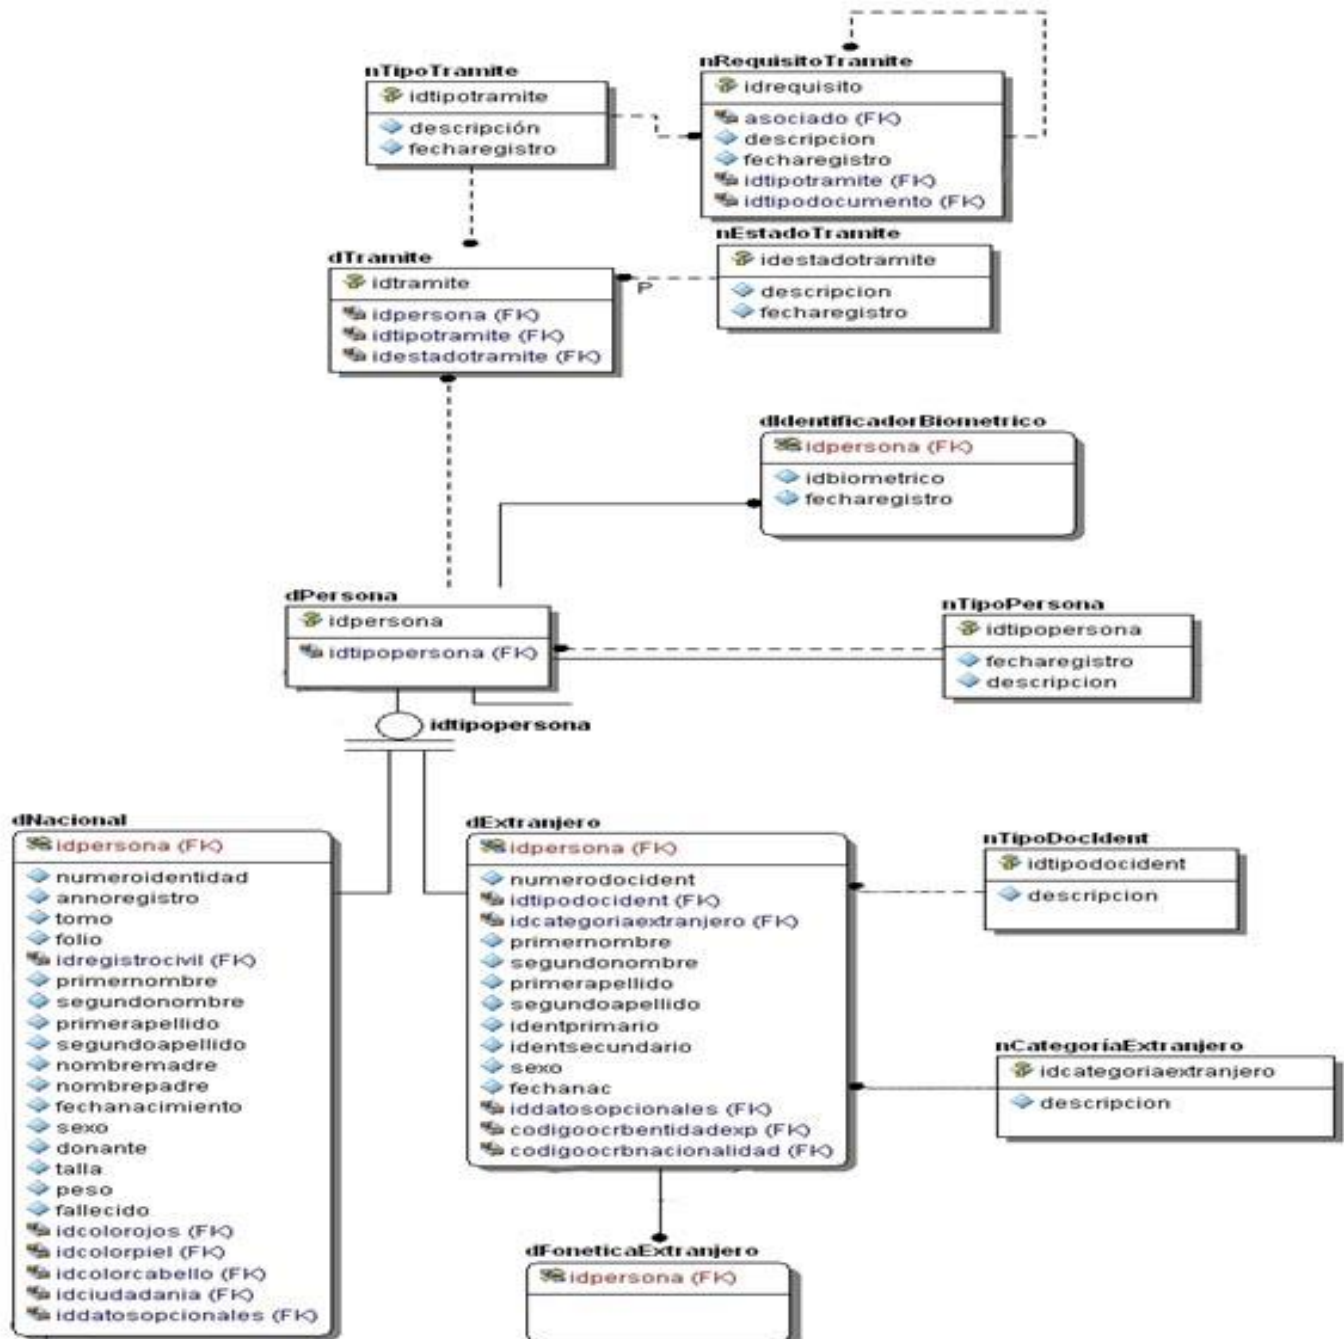 nTipoTramite
idtipotramite
descripción
fecharegistro
nRequisitoTramite
idrequisito
asociado (FK)
descripcion
fecharegistro
idtipotramite (FK)
idtipodocumento (FK)
nEstadoTramite
idestadotramite
descripcion
fecharegistro
dTramite
idtramite
idpersona (FK)
idtipotramite (FK)
idestadotramite (FK)
P
dIdentificadorBiometrico
idpersona (FK)
idbiometrico
fecharegistro
dPersona
idpersona
idtipopersona (FK)
nTipoPersona
idtipopersona
fecharegistro
descripcion
idtipopersona
dNacional
idpersona (FK)
numeroidentidad
annoregistro
tomo
folio
idregistrocivil (FK)
primernombre
segundonombre
primerapellido
segundoapellido
nombremadre
nombrepadre
fechanacimiento
sexo
donante
talla
peso
fallecido
idcolorojos (FK)
idcolorpiel (FK)
idcolorcabello (FK)
idciudadania (FK)
iddatosopcionales (FK)
dExtranjero
idpersona (FK)
numerodocident
idtipodocident (FK)
idcategoriaextranjero (FK)
primernombre
segundonombre
primerapellido
segundoapellido
identprimario
identsecundario
sexo
fechanac
iddatosopcionales (FK)
codigoocrbentidadexp (FK)
codigoocrbnacionalidad (FK)
nTipoDocIdent
idtipodocident
descripcion
nCategoríaExtranjero
idcategoriaextranjero
descripcion
dFoneticaExtranjero
idpersona (FK)